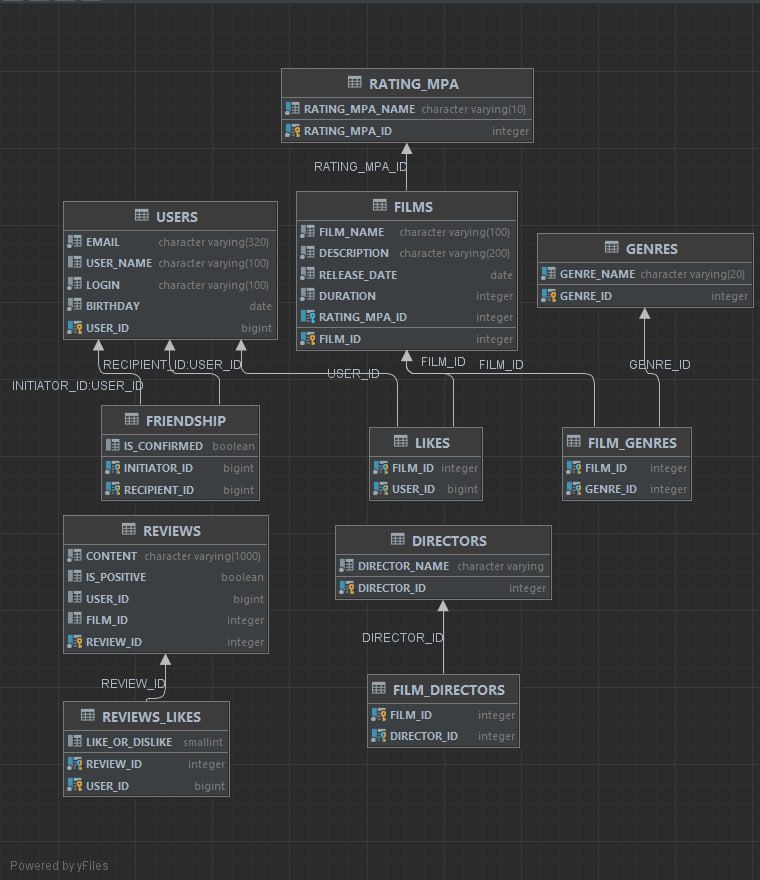 RATING_MPA
RATING_MPA_NAME character varying(10)
RATING_MPA_ID integer
RATING_MPA_ID
USERS
EMAIL character varying(320)
USER_NAME character varying(100)
LOGIN character varying(100)
BIRTHDAY date
USER_ID bigint
FILMS
FILM_NAME character varying(100)
DESCRIPTION character varying(200)
RELEASE_DATE date
DURATION integer
RATING_MPA_ID integer
FILM_ID integer
GENRES
GENRE_NAME character varying(20)
GENRE_ID integer
RECIPIENT_ID:USER_ID
INITIATOR_ID:USER_ID
USER_ID
FILM_ID
FILM_ID
GENRE_ID
FRIENDSHIP
IS_CONFIRMED boolean
INITIATOR_ID bigint
RECIPIENT_ID bigint
LIKES
FILM_ID integer
USER_ID bigint
FILM_GENRES
FILM_ID integer
GENRE_ID integer
REVIEWS
CONTENT character varying(1000)
IS_POSITIVE boolean
USER_ID bigint
FILM_ID integer
REVIEW_ID integer
DIRECTORS
DIRECTOR_NAME character varying
DIRECTOR_ID integer
DIRECTOR_ID
REVIEW_ID
FILM_DIRECTORS
FILM_ID integer
DIRECTOR_ID integer
REVIEWS_LIKES
LIKE_OR_DISLIKE smallint
REVIEW_ID integer
USER_ID bigint
Powered by yFiles